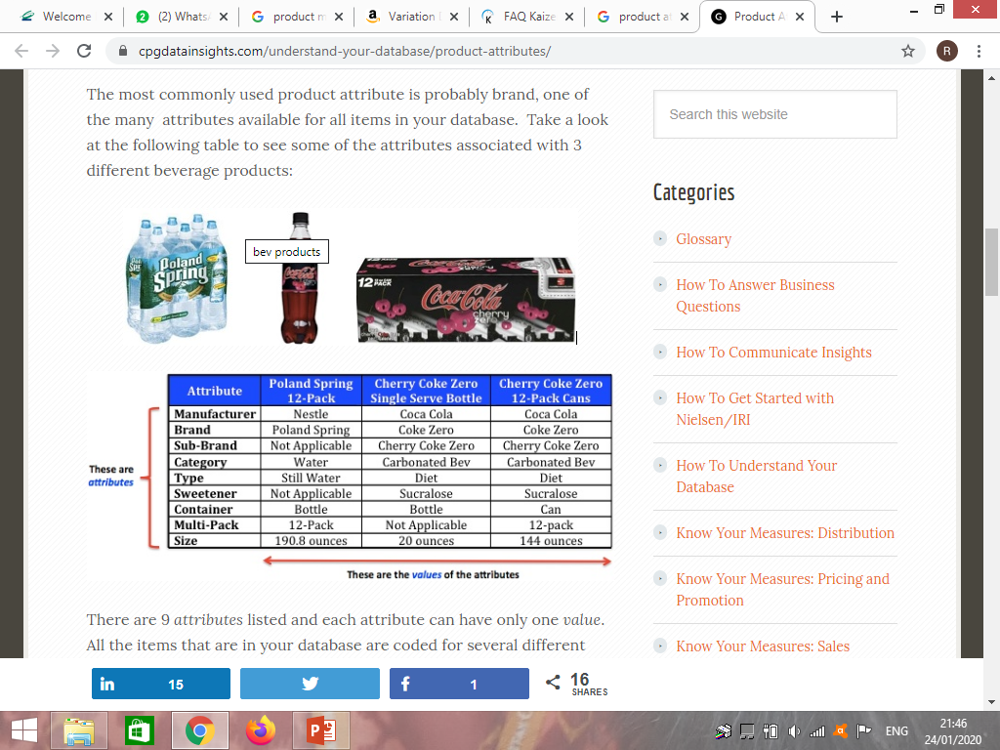 Welcome
(2) Whats
product m
Variation
FAQ Kaize
product a
Product A
cpgdatainsights.com/understand-your-database/product-attributes/
R
The most commonly used product attribute is probably brand, one of
the many attributes available for all items in your database. Take a look
at the following table to see some of the attributes associated with 3
different beverage products:
Search this website
Categories
Glossary
How To Answer Business
Questions
How To Communicate Insights
How To Get Started with
Nielsen/IRI
How To Understand Your
Database
Know Your Measures: Distribution
Know Your Measures: Pricing and
Promotion
Know Your Measures: Sales
Poland
Spring
bev products
12 PACK
Coca-Cola
cherry
zero
Attribute Poland Spring 12-Pack Cherry Coke Zero Single Serve Bottle Cherry Coke Zero 12-Pack Cans
Manufacturer Nestle Coca Cola Coca Cola
Brand Poland Spring Coke Zero Coke Zero
Sub-Brand Not Applicable Cherry Coke Zero Cherry Coke Zero
Category Water Carbonated Bev Carbonated Bev
Type Still Water Diet Diet
Sweetener Not Applicable Sucralose Sucralose
Container Bottle Bottle Can
Multi-Pack 12-Pack Not Applicable 12-pack
Size 190.8 ounces 20 ounces 144 ounces
These are
attributes
These are the values of the attributes
There are 9 attributes listed and each attribute can have only one value.
All the items that are in your database are coded for several different
15
1
16
SHARES
ENG
21:46
24/01/2020